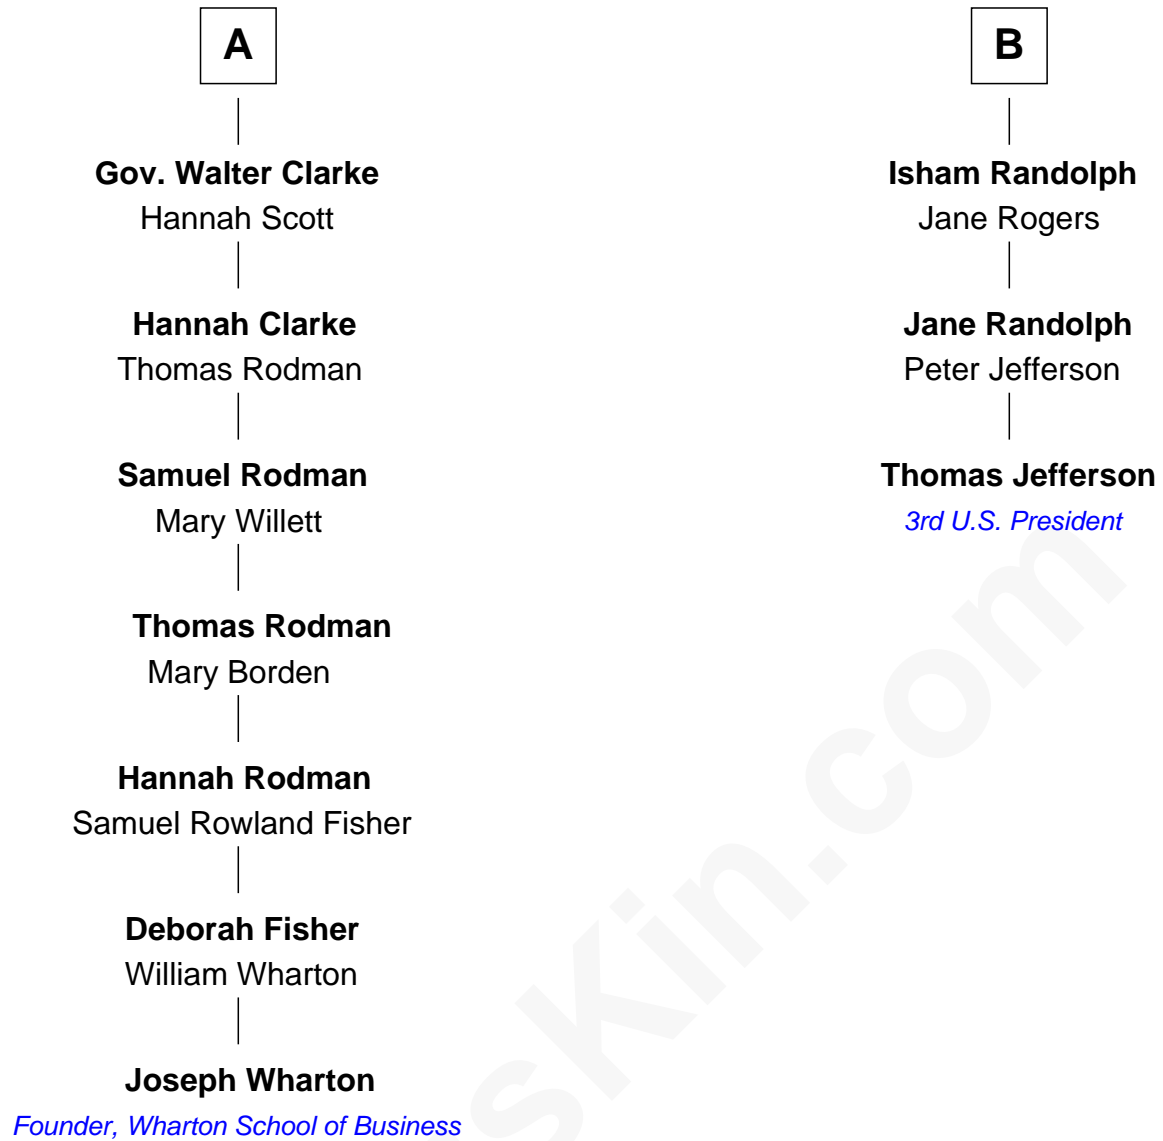 A
Gov. Walter Clarke
Hannah Scott
Hannah Clarke
Thomas Rodman
Samuel Rodman
Mary Willett
Thomas Rodman
Mary Borden
Hannah Rodman
Samuel Rowland Fisher
Deborah Fisher
William Wharton
Joseph Wharton
Founder, Wharton School of Business
B
Isham Randolph
Jane Rogers
Jane Randolph
Peter Jefferson
Thomas Jefferson
3rd U.S. President
sKin.com